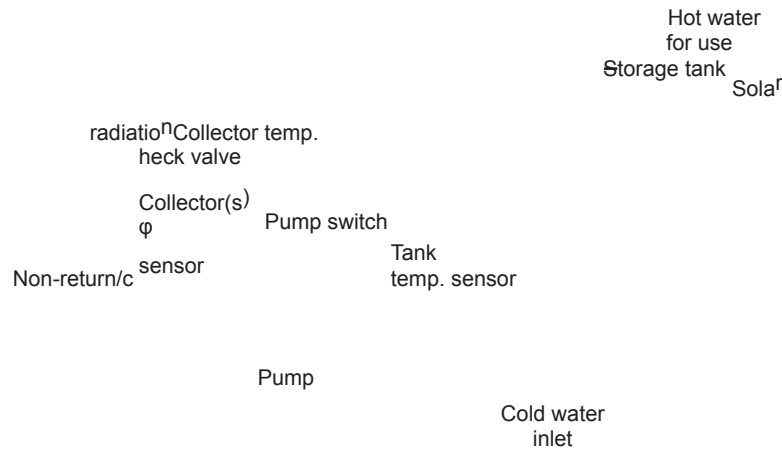 Hot water
for use
Storage tank
Solar
radiationCollector temp.
heck valve
Collector(s)
φ
Pump switch
Tank
sensor
Non-return/c
temp. sensor
Pump
Cold water
inlet